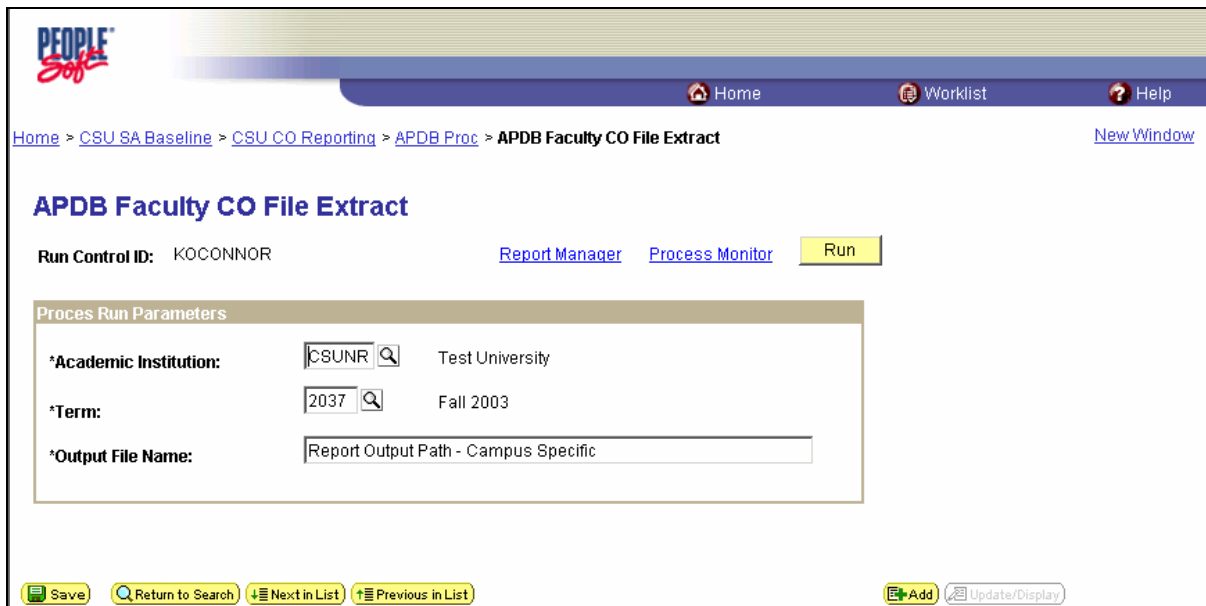 PEOPLE
Soft
Home Worklist Help
Home > CSU SA Baseline > CSU CO Reporting > APDB Proc > APDB Faculty CO File Extract New Window
APDB Faculty CO File Extract
Run Control ID: KOCONNOR Report Manager Process Monitor Run
Proces Run Parameters
*Academic Institution: CSUNR Test University
*Term: 2037 Fall 2003
*Output File Name: Report Output Path - Campus Specific
Save Return to Search Next in List Previous in List Add Update/Display